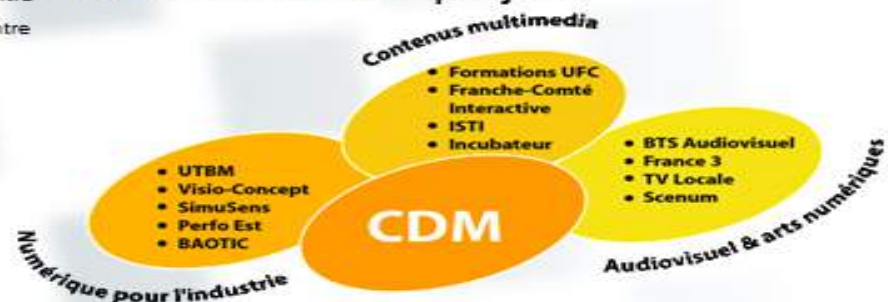 Contenus multimedia
• Formations UFC
• Franche-Comté
Interactive
• ISTI
• Incubateur
• UTBM
• Visio-Concept
• SimuSens
• Perfo Est
• BAOTIC
Numérique pour l'industrie
CDM
• BTS Audiovisuel
• France 3
• TV Locale
• Scenum
Audiovisuel & arts numériques